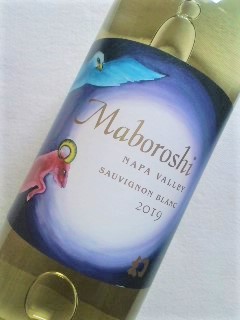 Maboroshi
NAPA VALLEY
SAUVIGNON BLANC
2019